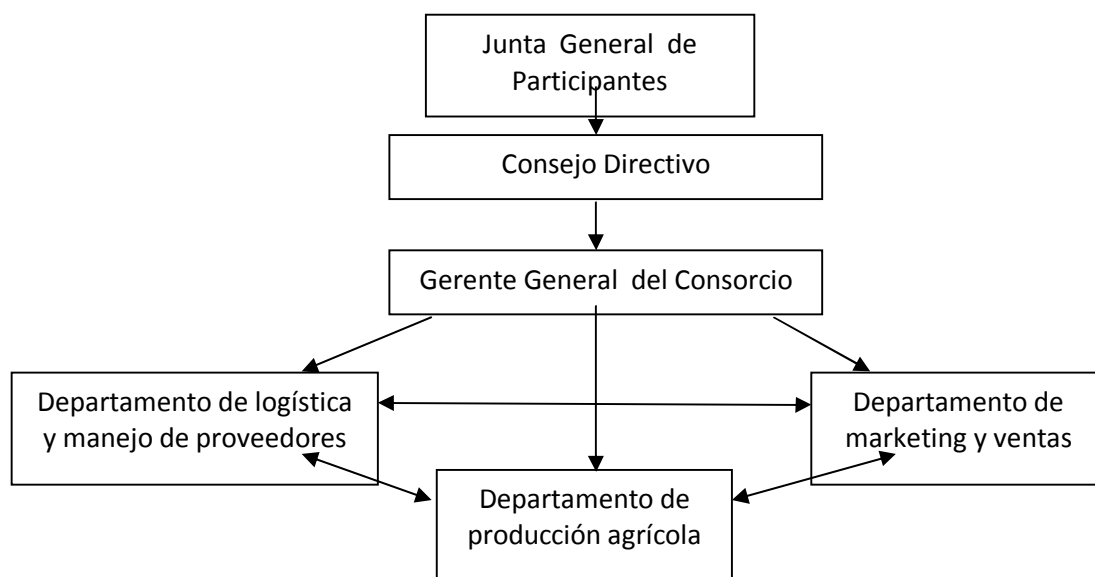 Junta General de
Participantes
Consejo Directivo
Gerente General del Consorcio
Departamento de logística
y manejo de proveedores
Departamento de
marketing y ventas
Departamento de
producción agrícola